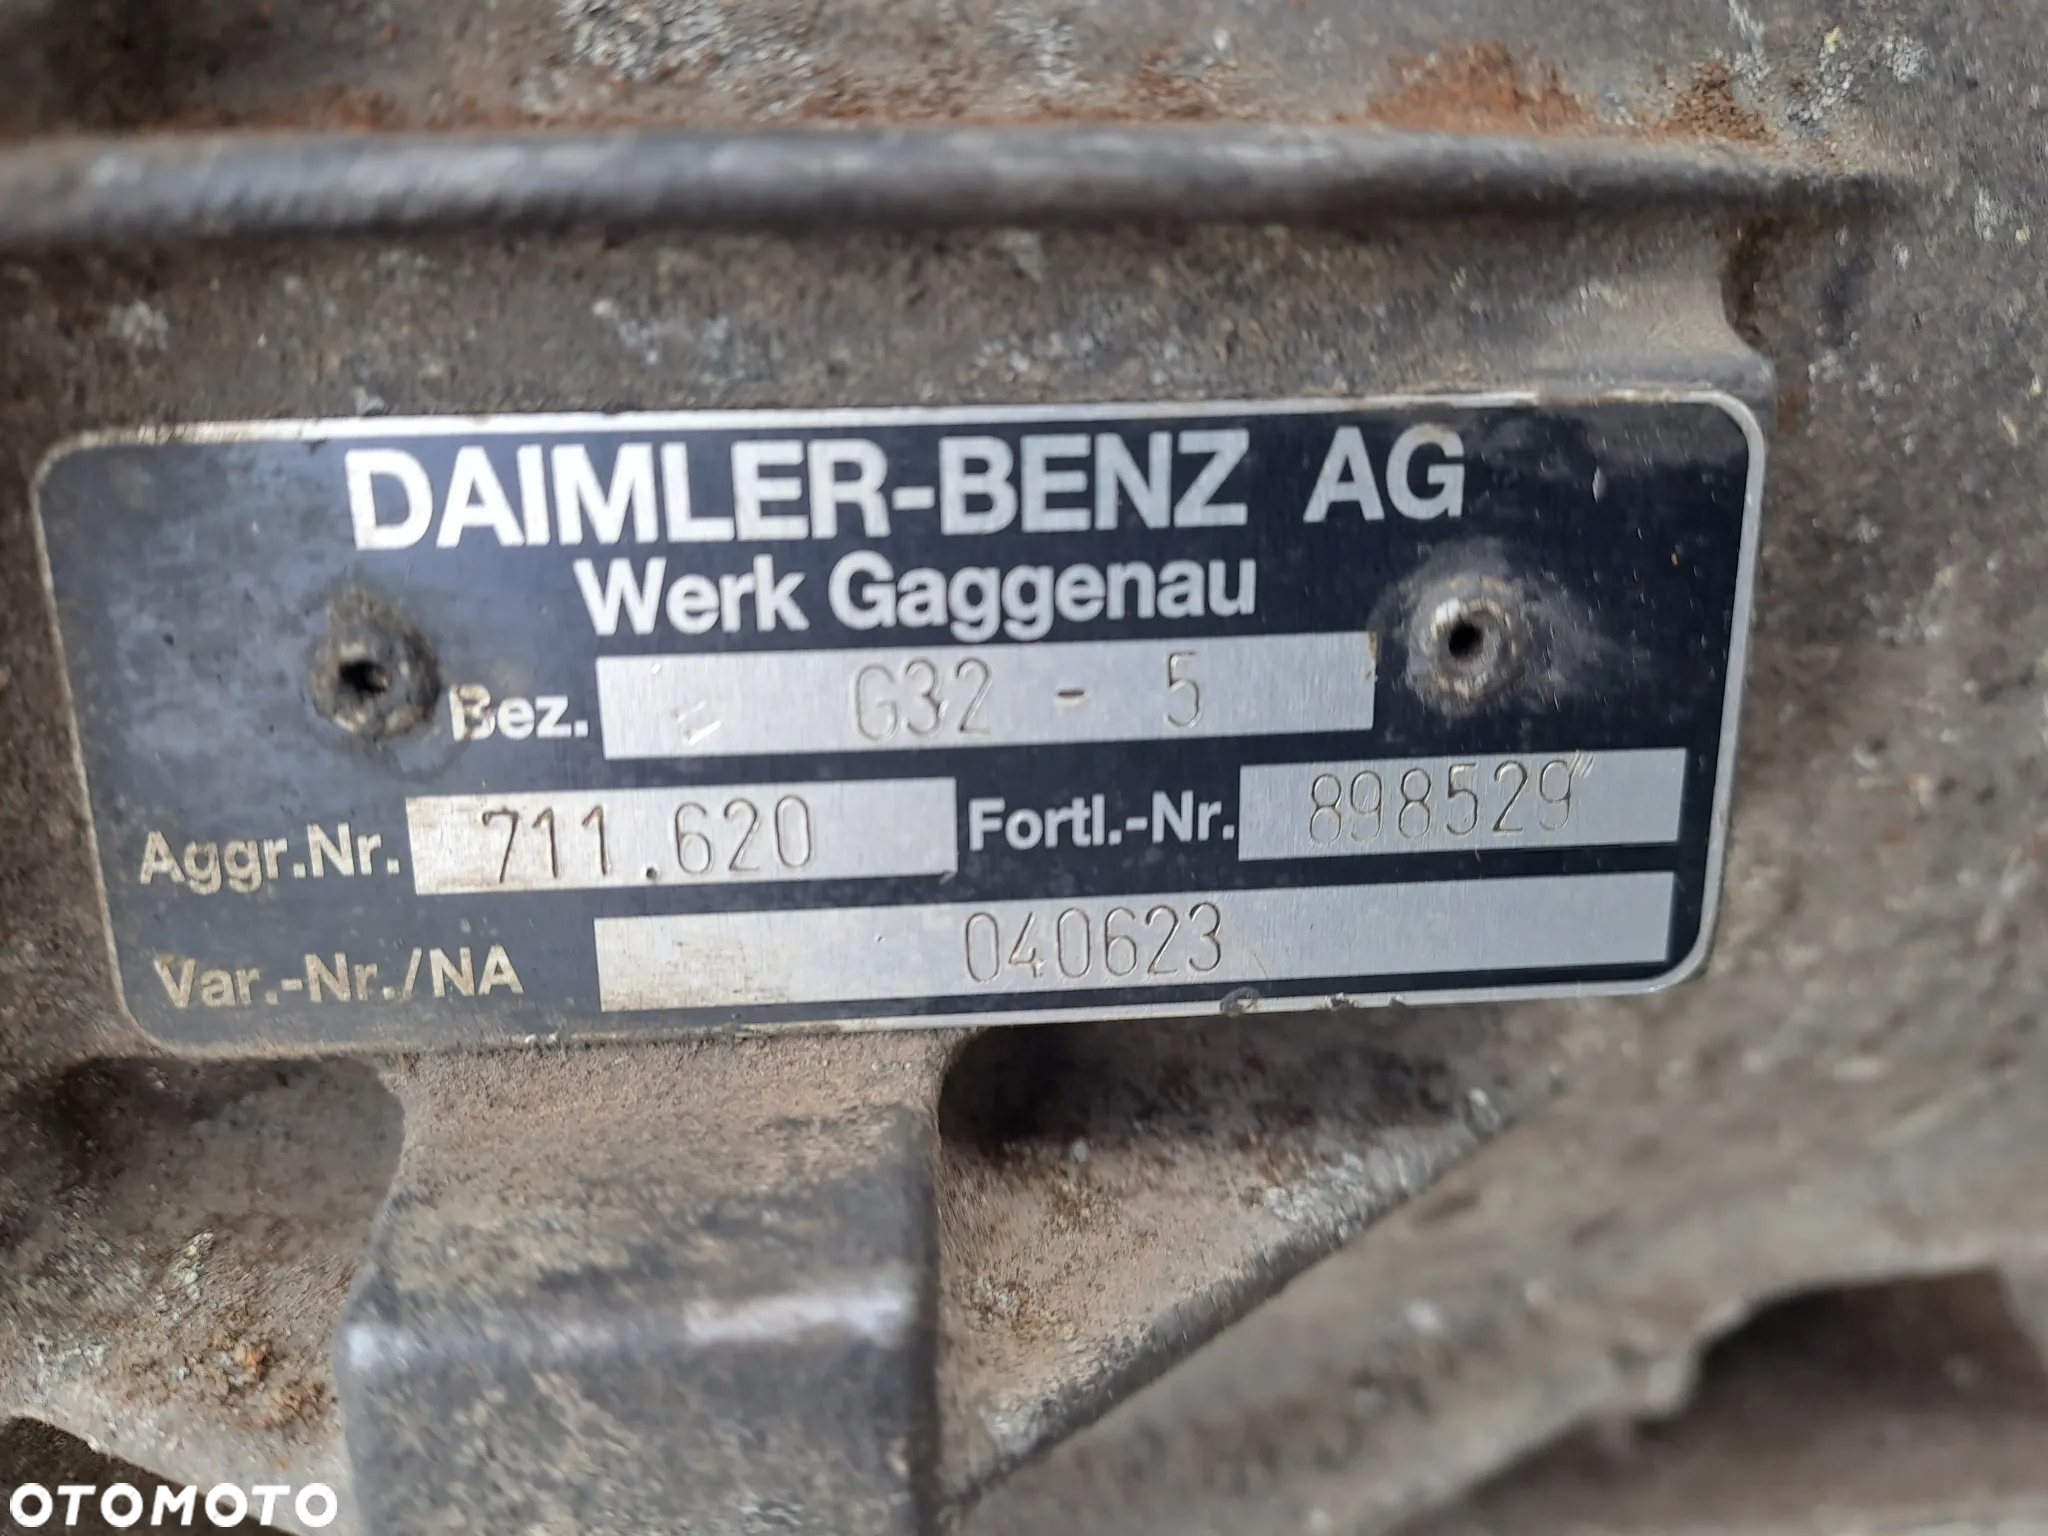 DAIMLER-BENZ AG
Werk Gaggenau
Bez. G32 - 5
Aggr.Nr. 711.620 Fortl.-Nr. 898529
Var.-Nr./NA 040623
OTOMOTO